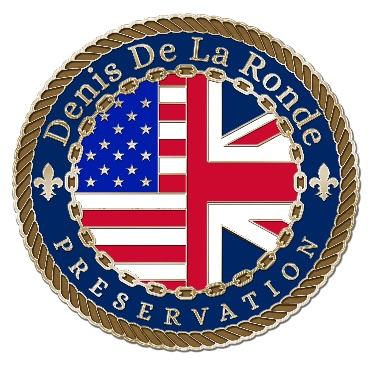 Denis De La Ronde
PRESERVATION